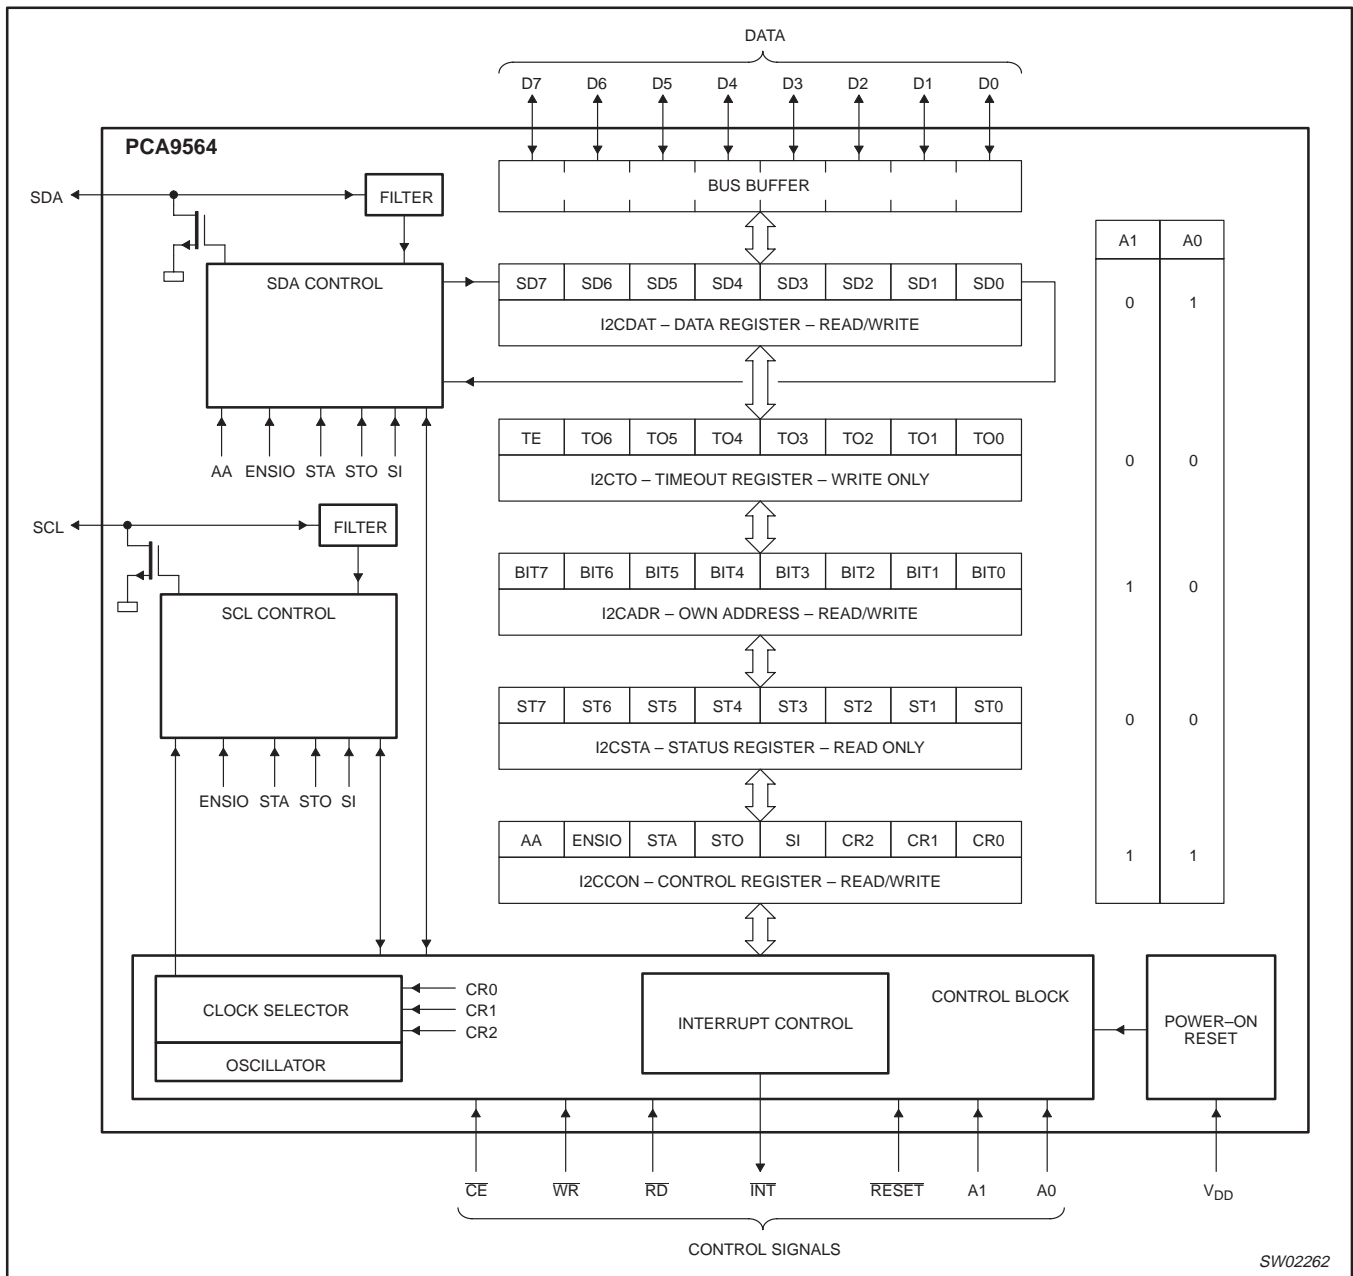 DATA
D7 D6 D5 D4 D3 D2 D1 D0
PCA9564
SDA
FILTER
BUS BUFFER
A1 A0
SDA CONTROL
SD7 SD6 SD5 SD4 SD3 SD2 SD1 SD0
0 1
I2CDAT – DATA REGISTER – READ/WRITE
TE TO6 TO5 TO4 TO3 TO2 TO1 TO0
AA ENSIO STA STO SI
0 0
I2CTO – TIMEOUT REGISTER – WRITE ONLY
SCL
FILTER
BIT7 BIT6 BIT5 BIT4 BIT3 BIT2 BIT1 BIT0
1 0
SCL CONTROL
I2CADR – OWN ADDRESS – READ/WRITE
ST7 ST6 ST5 ST4 ST3 ST2 ST1 ST0
0 0
I2CSTA – STATUS REGISTER – READ ONLY
ENSIO STA STO SI
AA ENSIO STA STO SI CR2 CR1 CR0
1 1
I2CCON – CONTROL REGISTER – READ/WRITE
CR0
CLOCK SELECTOR
CR1
CR2
OSCILLATOR
INTERRUPT CONTROL
CONTROL BLOCK
POWER–ON
RESET
CE WR RD INT RESET A1 A0
VDD
CONTROL SIGNALS
SW02262